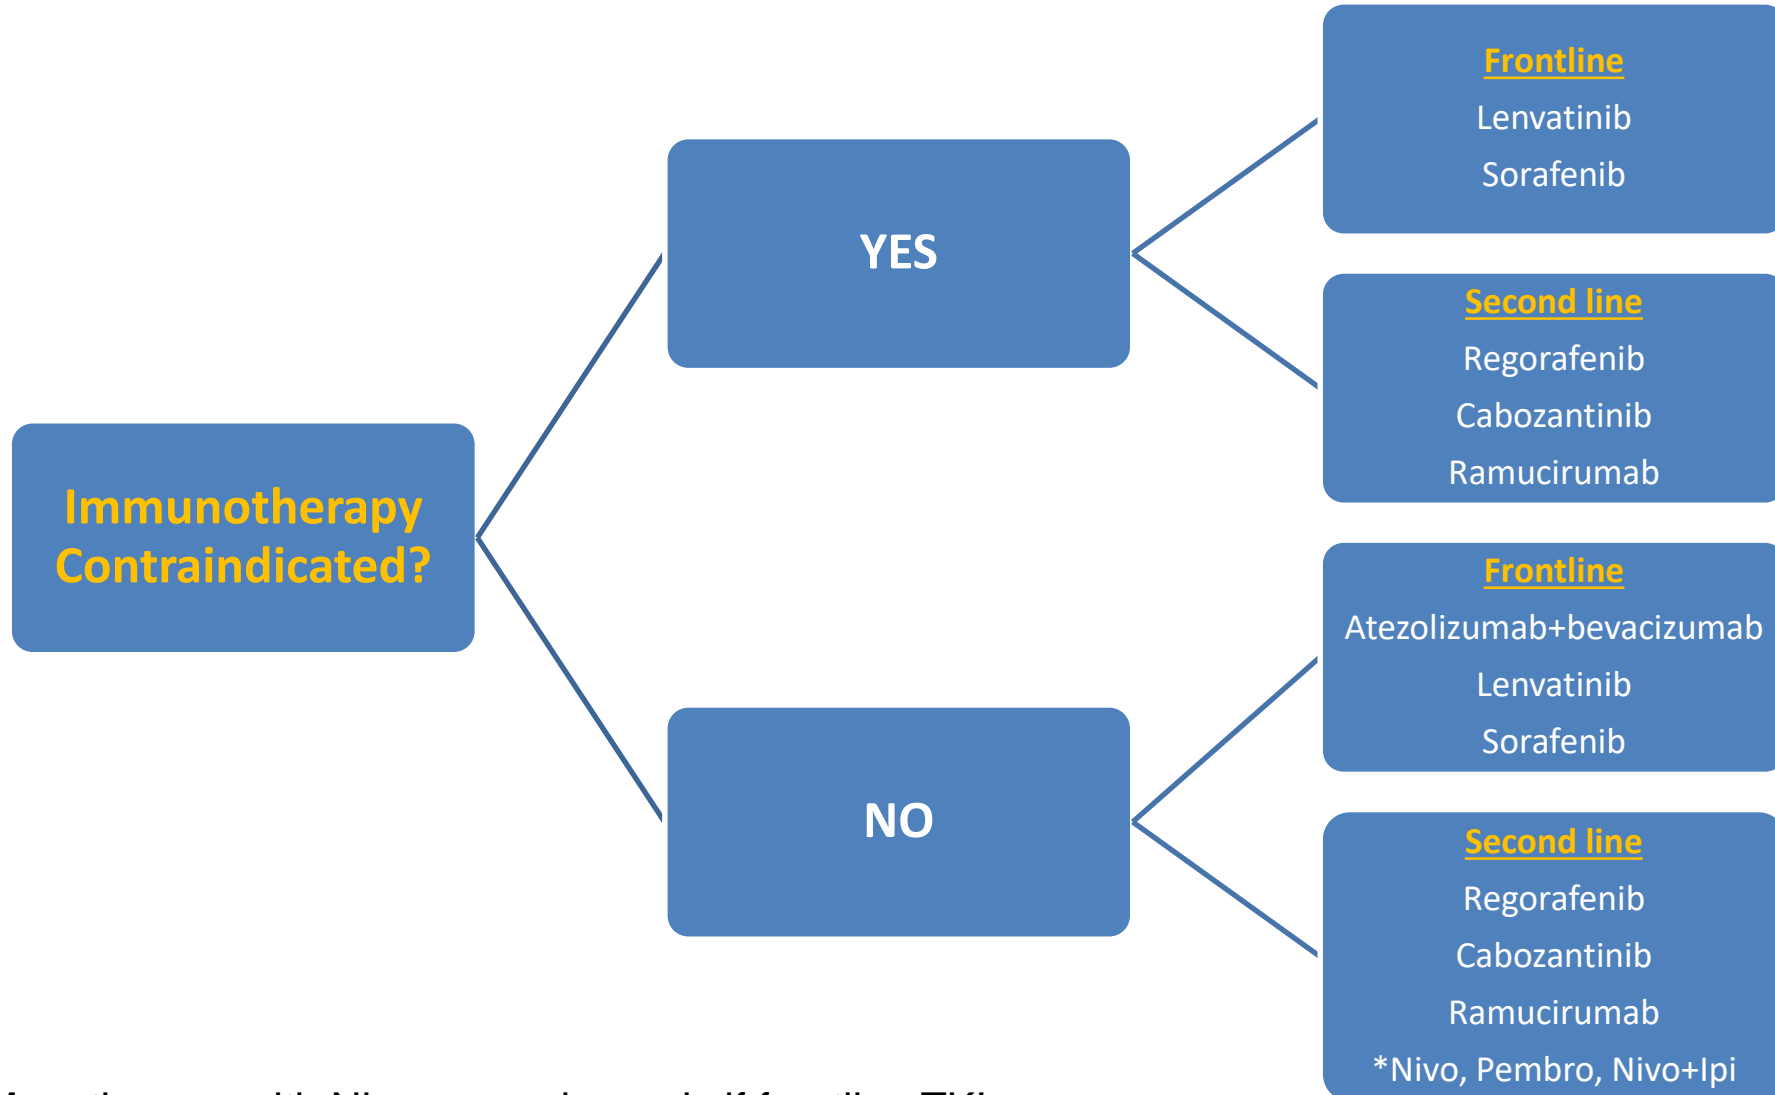 Immunotherapy
Contraindicated?
YES
Frontline
Lenvatinib
Sorafenib
Second line
Regorafenib
Cabozantinib
Ramucirumab
NO
Frontline
Atezolizumab+bevacizumab
Lenvatinib
Sorafenib
Second line
Regorafenib
Cabozantinib
Ramucirumab
*Nivo, Pembro, Nivo+Ipi